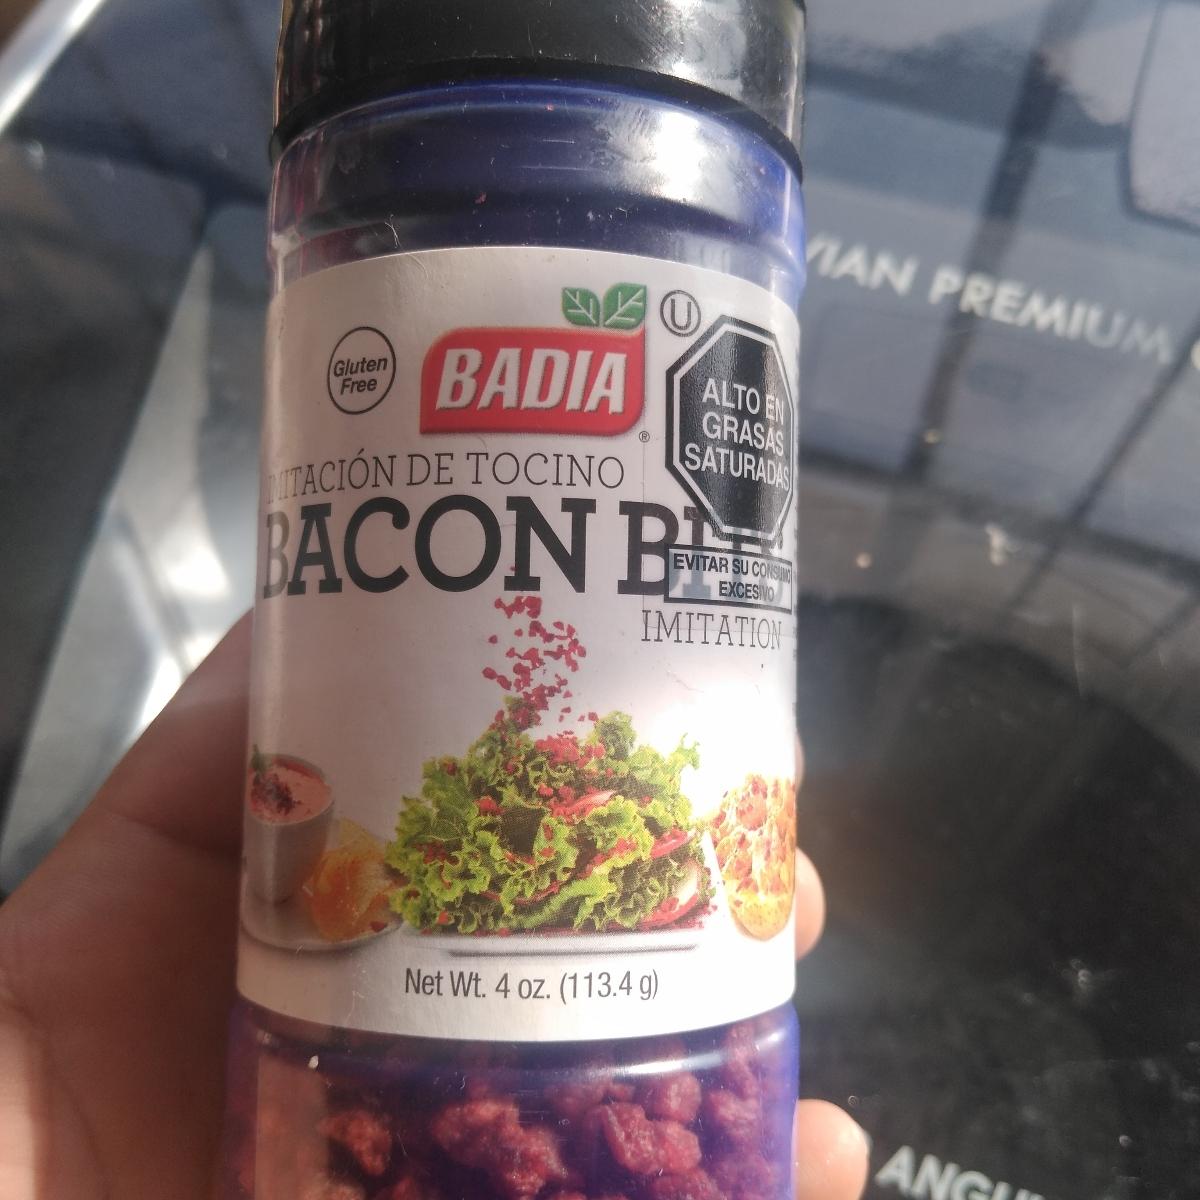 Gluten
Free
BADIA
®
U
ALTO EN
GRASAS
SATURADAS
EVITAR SU CONSUMO
EXCESIVO
IMITACIÓN DE TOCINO
BACON BITS
IMITATION
Net Wt. 4 oz. (113.4 g)
PREMIUM